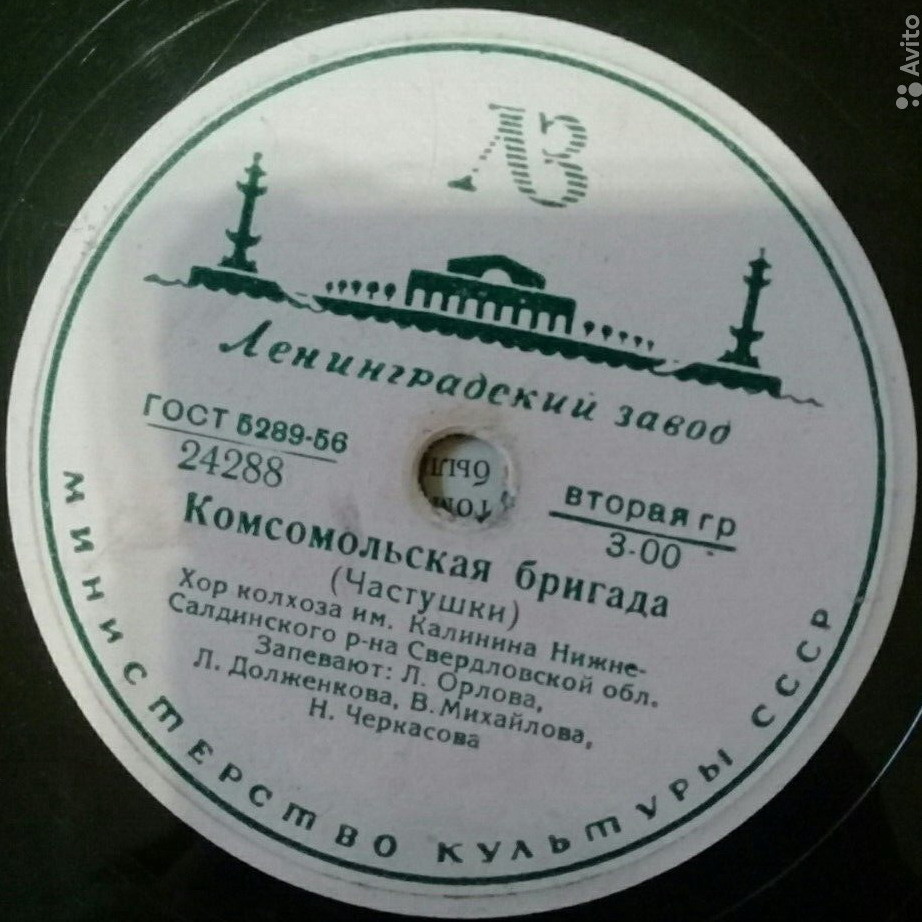 Avito
ЛЗ
Ленинградский завод
ГОСТ 5289-56
24288
вторая гр
3-00
Комсомольская бригада
(Частушки)
Хор колхоза им. Калинина Нижне-
Салдинского р-на Свердловской обл.
Запевают: Л. Орлова,
Л. Долженкова, В. Михайлова,
Н. Черкасова
МИНИСТЕРСТВО КУЛЬТУРЫ СССР